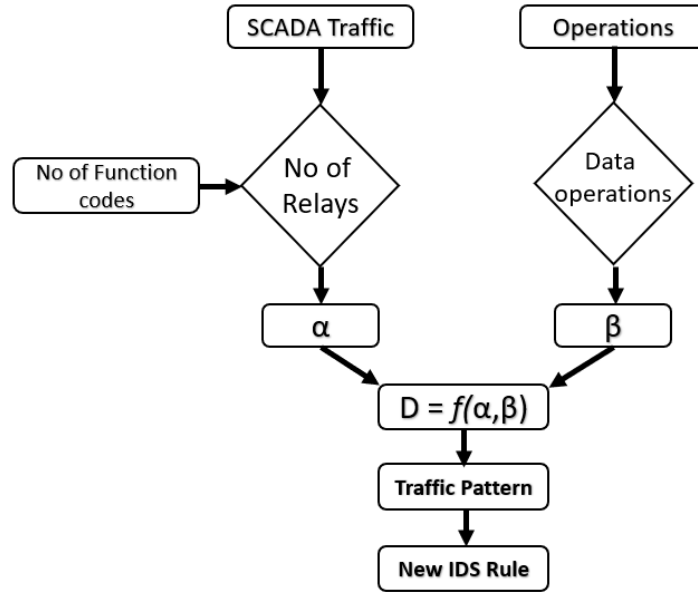 SCADA Traffic
Operations
No of Function
codes
No of
Relays
Data
operations
α
β
D = f(α,β)
Traffic Pattern
New IDS Rule